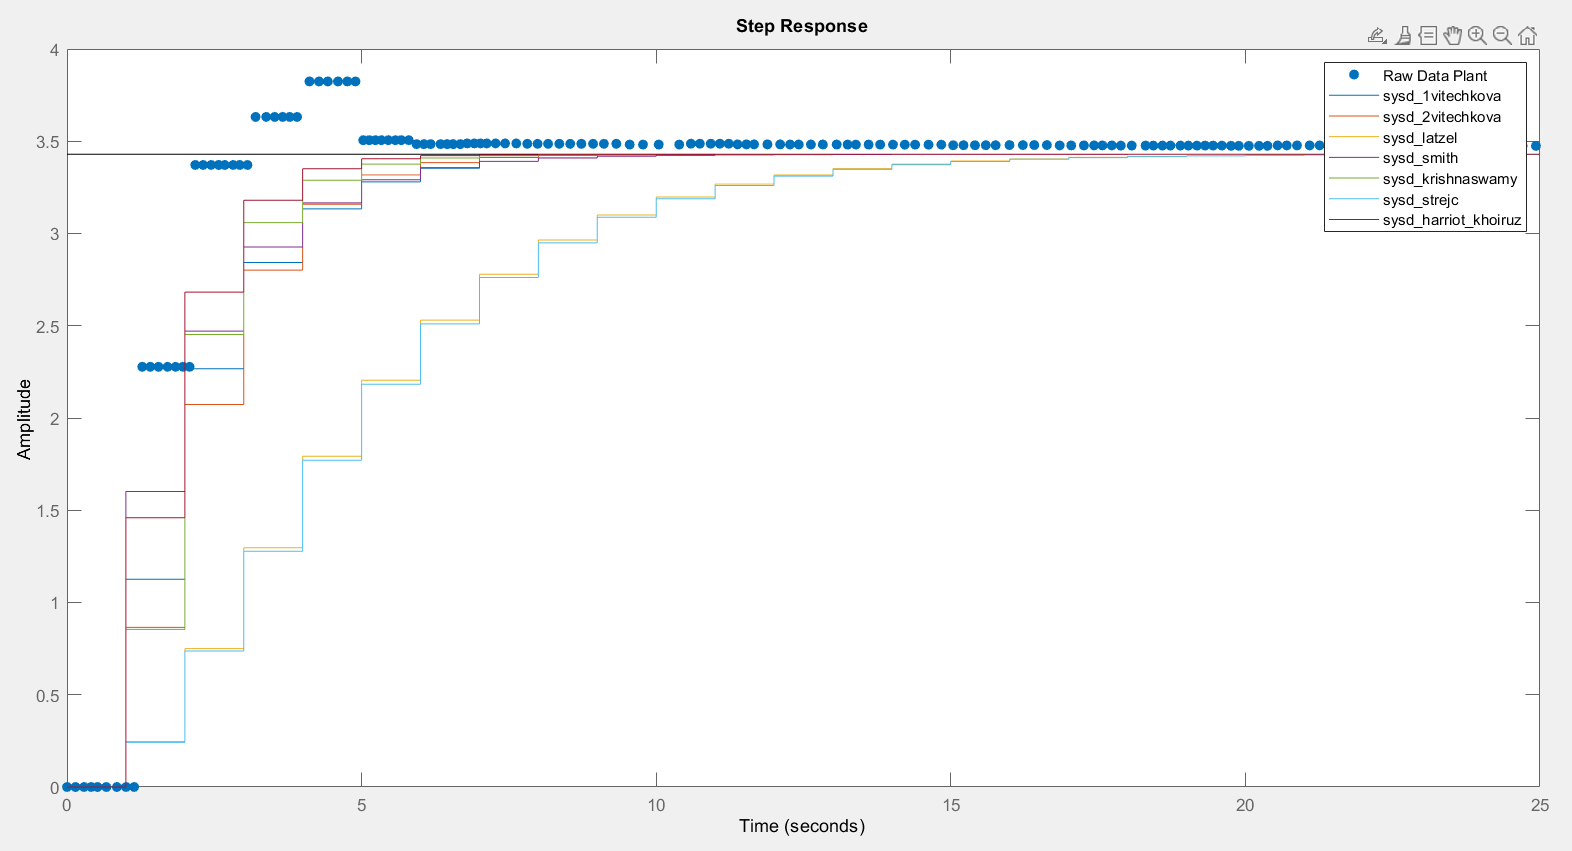 Step Response
4
3.5
3
2.5
2
1.5
1
0.5
0
Amplitude
0 5 10 15 20 25
Time (seconds)
Raw Data Plant
sysd_1vitechkova
sysd_2vitechkova
sysd_latzel
sysd_smith
sysd_krishnaswamy
sysd_strejc
sysd_harriot_khoiruz